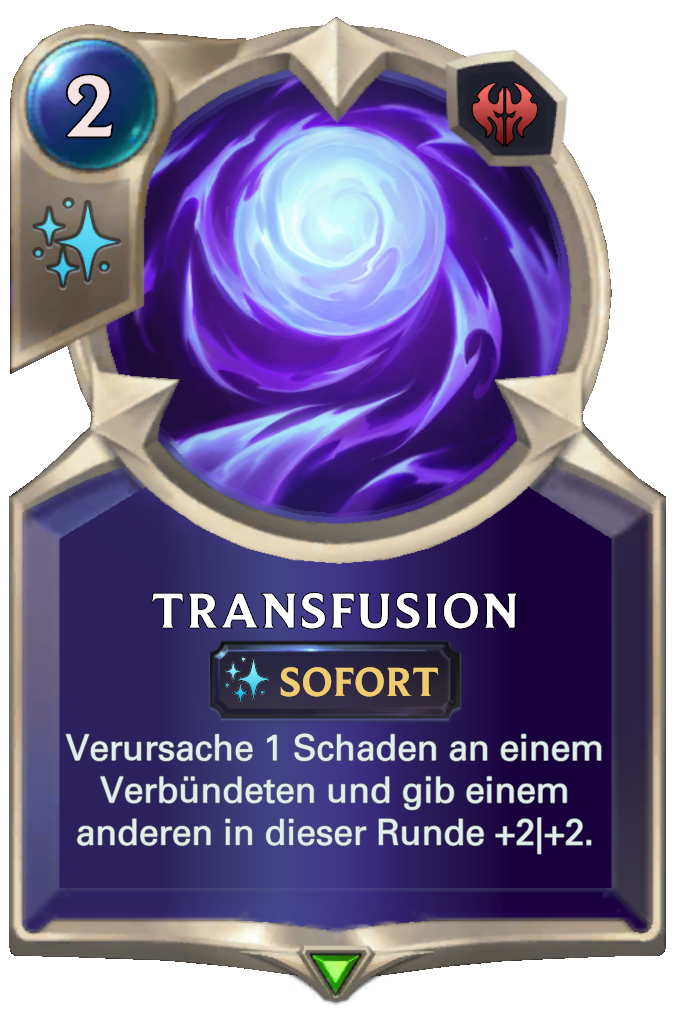 2
TRANSFUSION
SOFORT
Verursache 1 Schaden an einem
Verbündeten und gib einem
anderen in dieser Runde +2|+2.